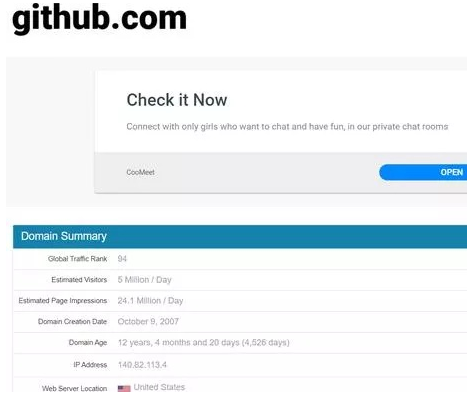 github.com
Check it Now
Connect with only girls who want to chat and have fun, in our private chat rooms
CooMeet
OPEN
Domain Summary
Global Traffic Rank 94
Estimated Visitors 5 Million / Day
Estimated Page Impressions 24.1 Million / Day
Domain Creation Date October 9, 2007
Domain Age 12 years, 4 months and 20 days (4,526 days)
IP Address 140.82.113.4
Web Server Location United States